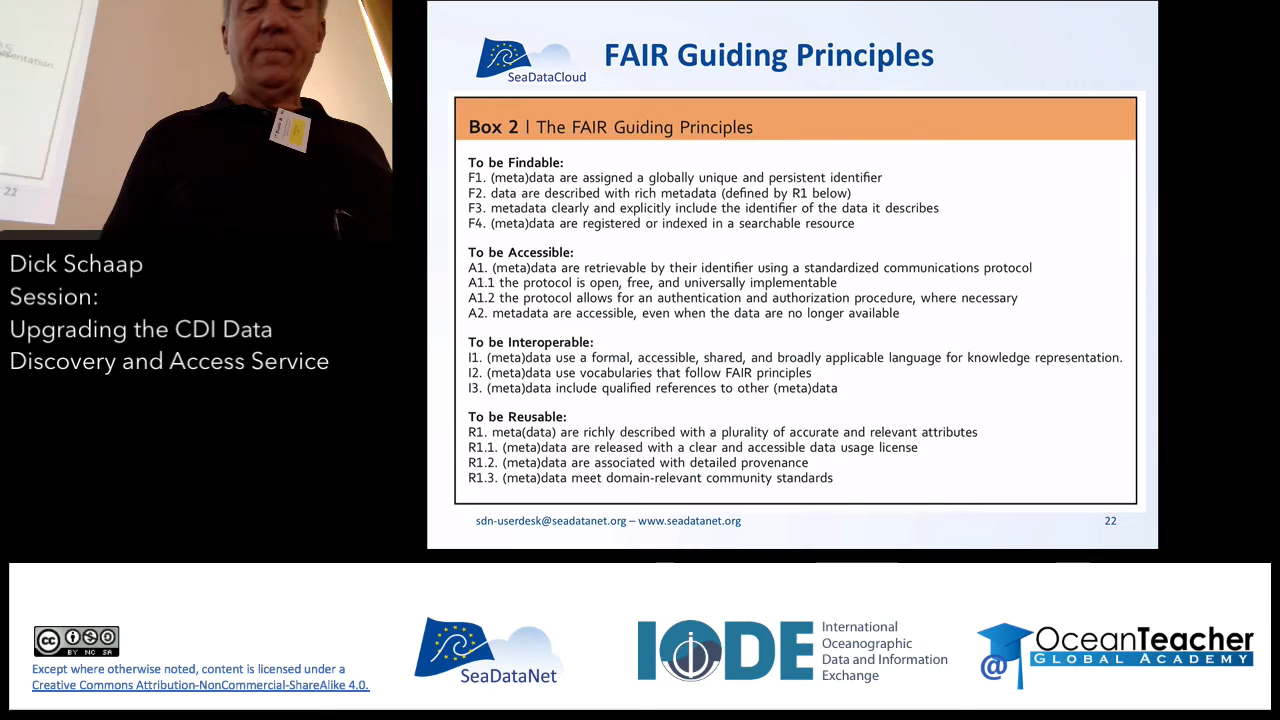 esentation.
21
Dick Schaap
Session:
Upgrading the CDI Data
Discovery and Access Service
SeaDataCloud
FAIR Guiding Principles
Box 2 | The FAIR Guiding Principles
To be Findable:
F1. (meta)data are assigned a globally unique and persistent identifier
F2. data are described with rich metadata (defined by R1 below)
F3. metadata clearly and explicitly include the identifier of the data it describes
F4. (meta)data are registered or indexed in a searchable resource
To be Accessible:
A1. (meta)data are retrievable by their identifier using a standardized communications protocol
A1.1 the protocol is open, free, and universally implementable
A1.2 the protocol allows for an authentication and authorization procedure, where necessary
A2. metadata are accessible, even when the data are no longer available
To be Interoperable:
I1. (meta)data use a formal, accessible, shared, and broadly applicable language for knowledge representation.
I2. (meta)data use vocabularies that follow FAIR principles
I3. (meta)data include qualified references to other (meta)data
To be Reusable:
R1. meta(data) are richly described with a plurality of accurate and relevant attributes
R1.1. (meta)data are released with a clear and accessible data usage license
R1.2. (meta)data are associated with detailed provenance
R1.3. (meta)data meet domain-relevant community standards
sdn-userdesk@seadatanet.org – www.seadatanet.org
22
cc
BY NC SA
Except where otherwise noted, content is licensed under a
Creative Commons Attribution-NonCommercial-ShareAlike 4.0.
SeaDataNet
IODE
International
Oceanographic
Data and Information
Exchange
@
OceanTeacher
GLOBAL ACADEMY